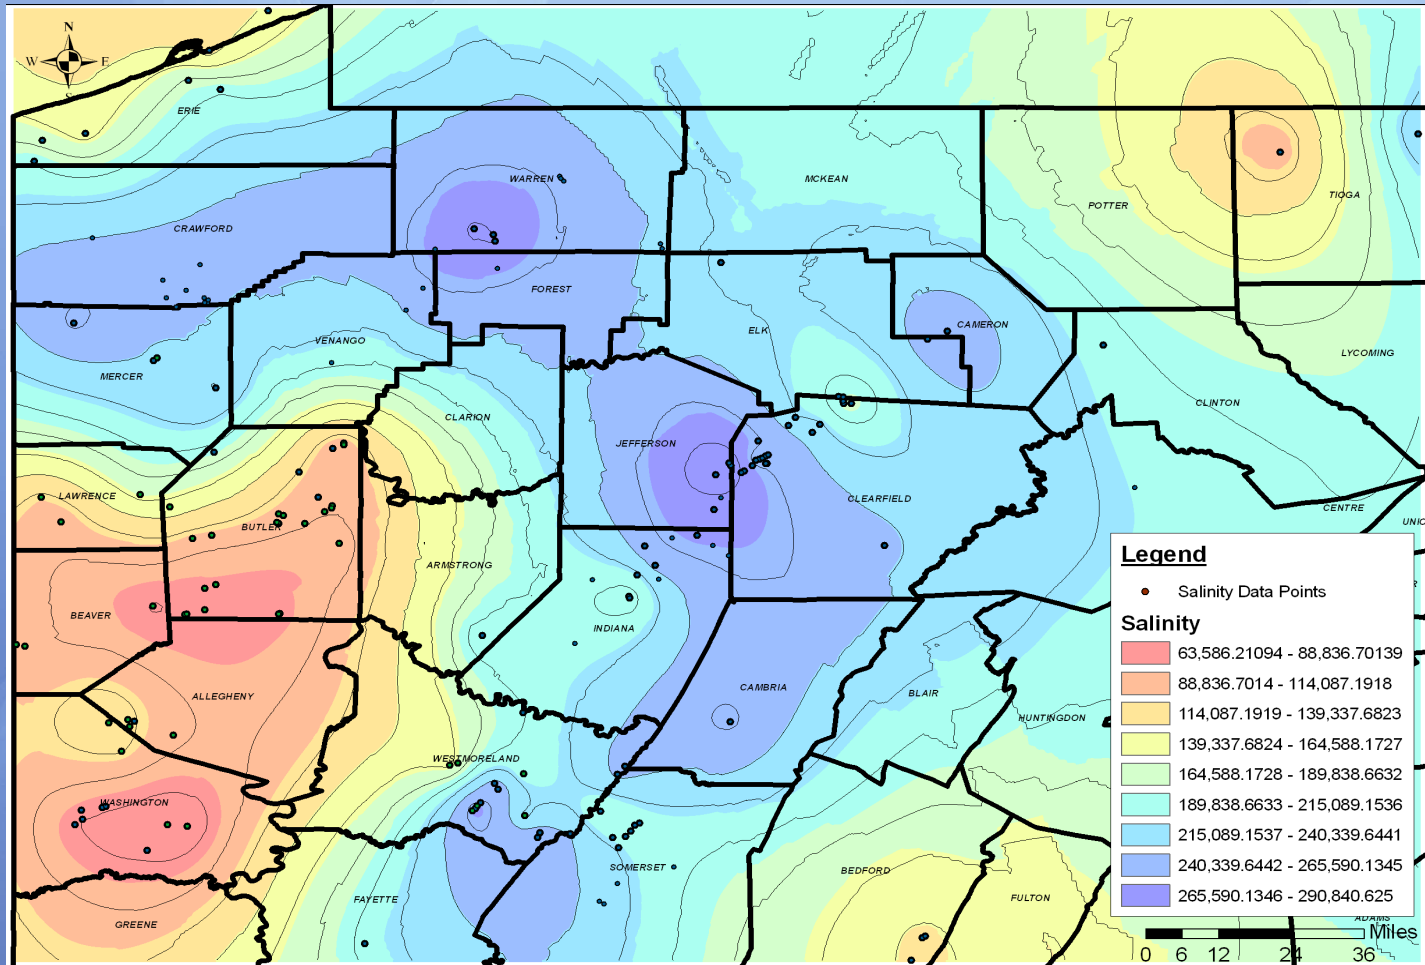 N
W E
S
ERIE
WARREN
MCKEAN
POTTER
TIOGA
CRAWFORD
FOREST
ELK
CAMERON
VENANGO
MERCER
LYCOMING
CLINTON
CLARION
JEFFERSON
LAWRENCE
BUTLER
CLEARFIELD
CENTRE
ARMSTRONG
BEAVER
INDIANA
ALLEGHENY
CAMBRIA
BLAIR
HUNTINGDON
WESTMORELAND
WASHINGTON
SOMERSET
BEDFORD
FULTON
FAYETTE
GREENE
ADAMS
Legend
Salinity Data Points
Salinity
63,586.21094 - 88,836.70139
88,836.7014 - 114,087.1918
114,087.1919 - 139,337.6823
139,337.6824 - 164,588.1727
164,588.1728 - 189,838.6632
189,838.6633 - 215,089.1536
215,089.1537 - 240,339.6441
240,339.6442 - 265,590.1345
265,590.1346 - 290,840.625
Miles
0 6 12 24 36